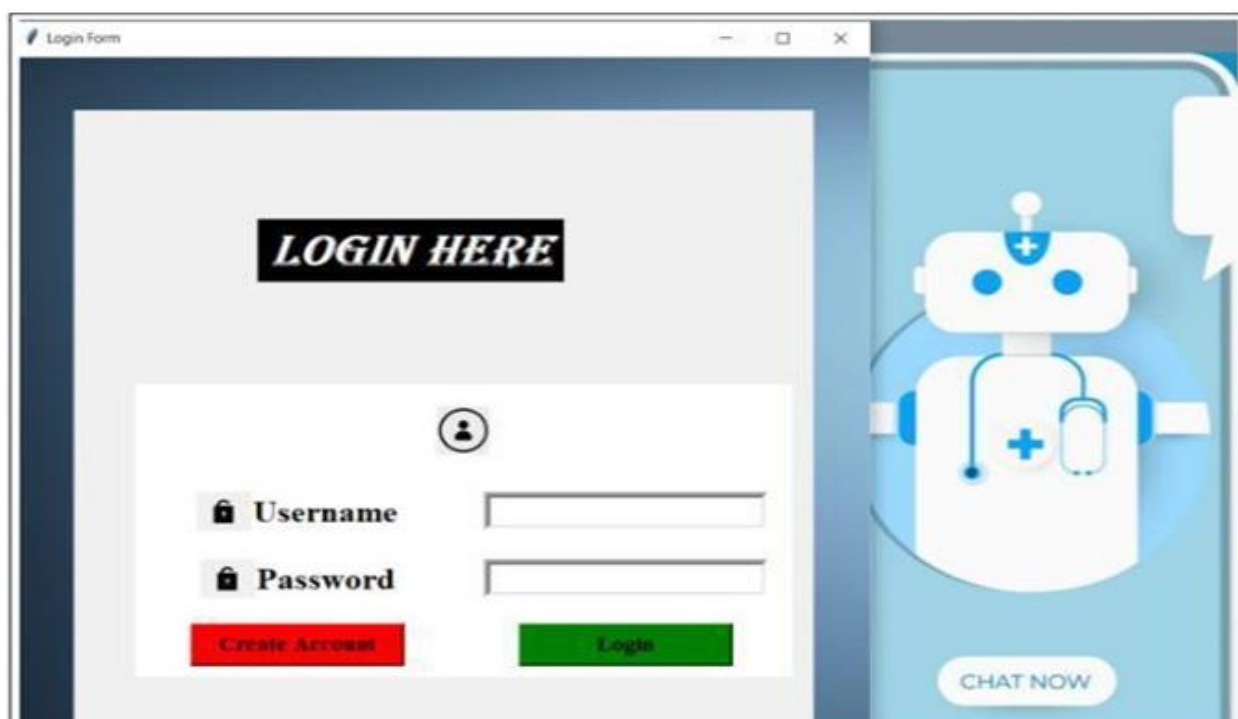 Login Form
LOGIN HERE
Username
Password
Create Account
Login
CHAT NOW